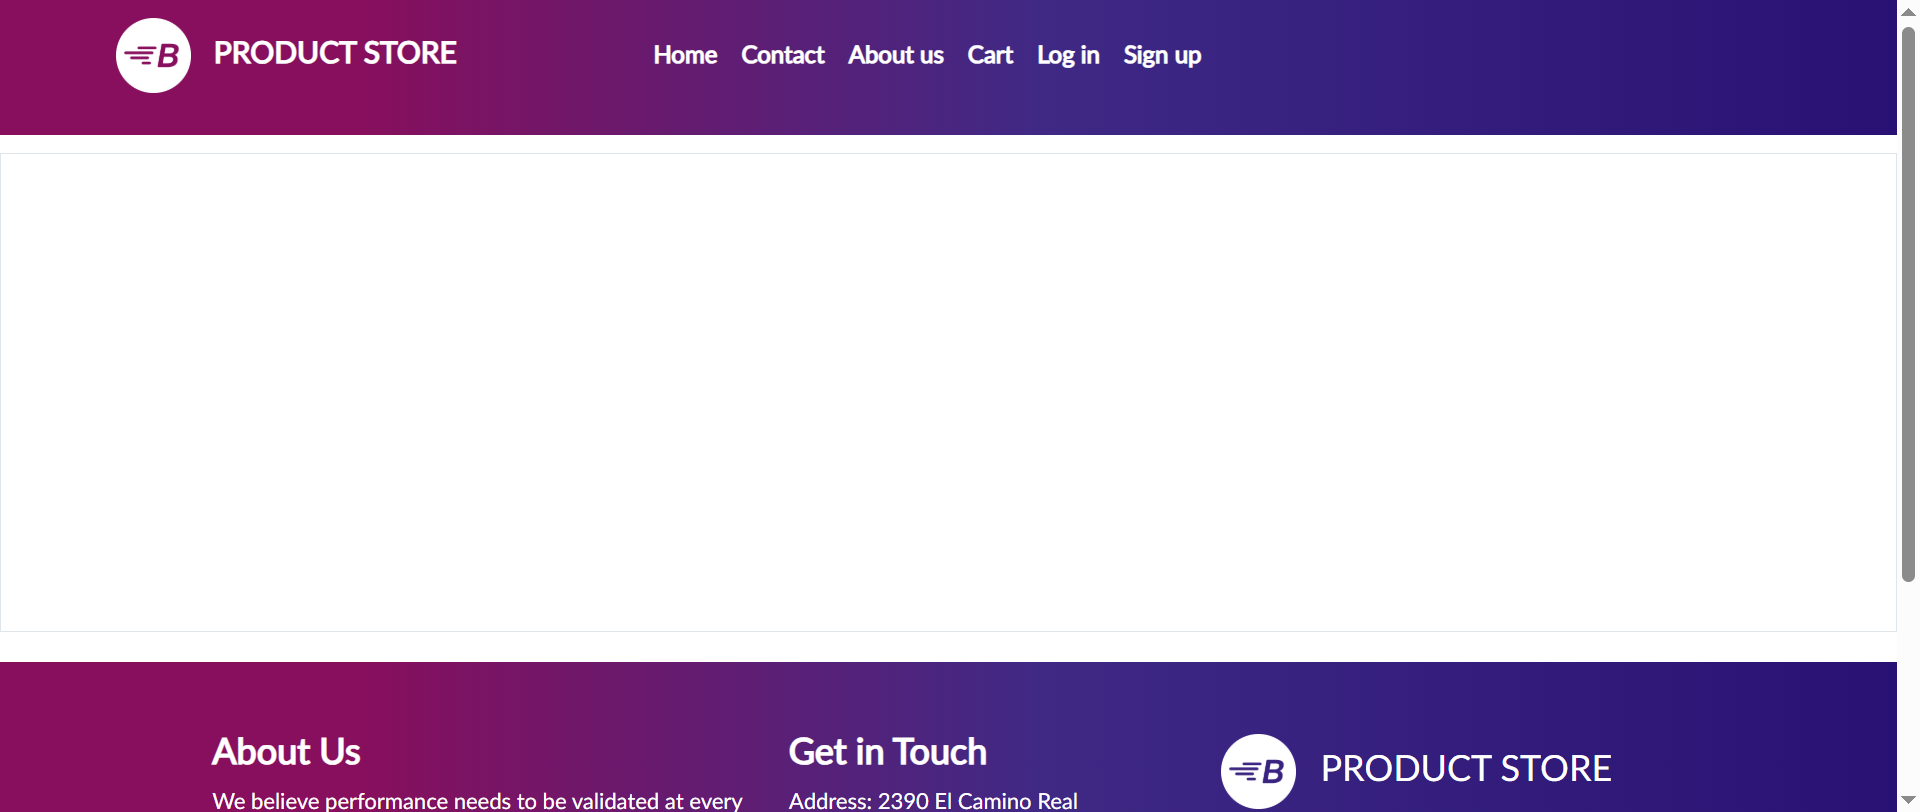 B PRODUCT STORE
Home Contact About us Cart Log in Sign up
About Us
We believe performance needs to be validated at every
Get in Touch
Address: 2390 El Camino Real
B PRODUCT STORE